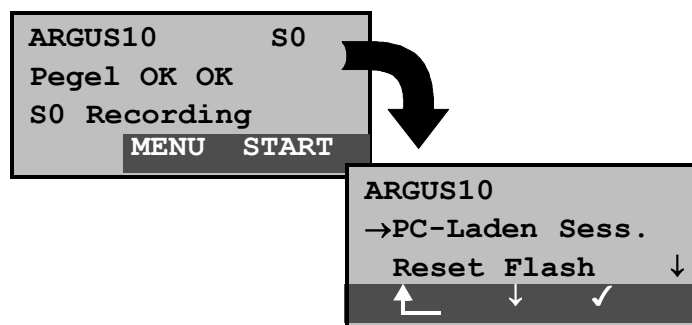 ARGUS10 S0
Pegel OK OK
S0 Recording
MENU START
ARGUS10
→PC-Laden Sess.
Reset Flash ↓
↓ ✓